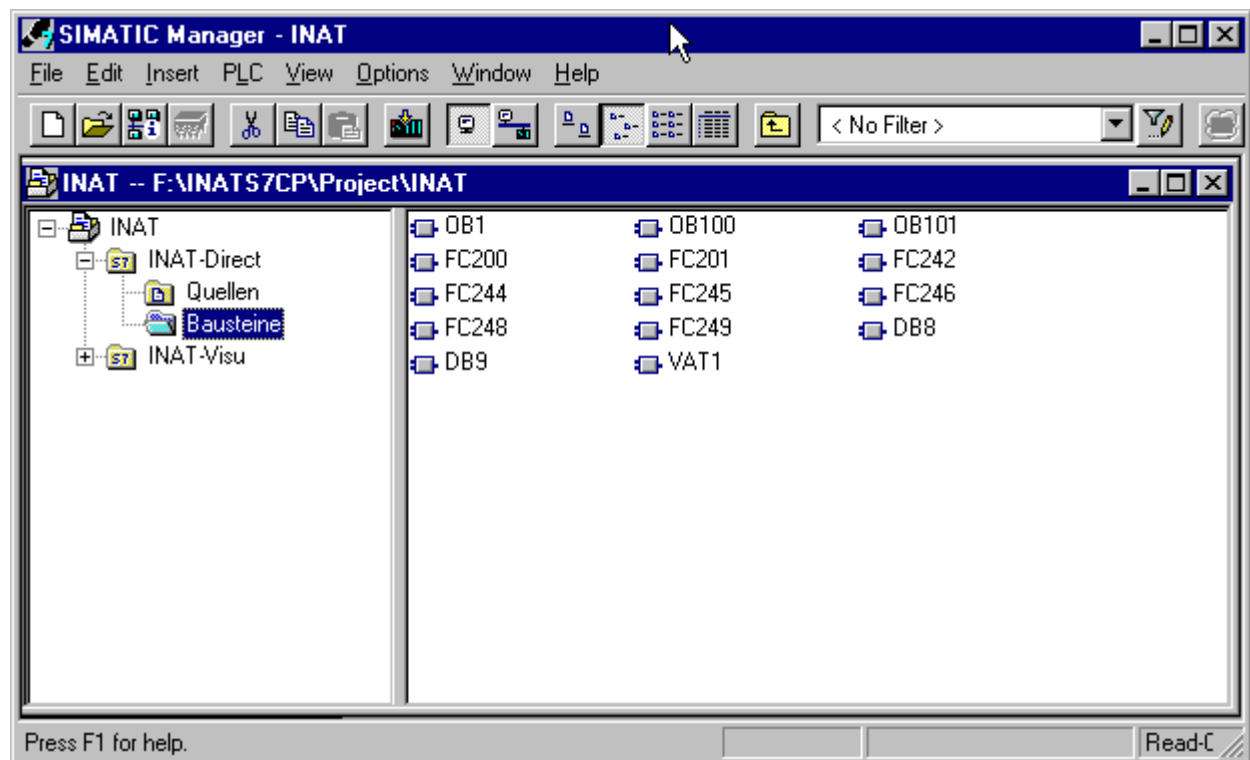 SIMATIC Manager - INAT
File Edit Insert PLC View Options Window Help
< No Filter >
INAT -- F:\INATS7CP\Project\INAT
INAT
INAT-Direct
Quellen
Bausteine
INAT-Visu
OB1 OB100 OB101
FC200 FC201 FC242
FC244 FC245 FC246
FC248 FC249 DB8
DB9 VAT1
Press F1 for help.
Read-